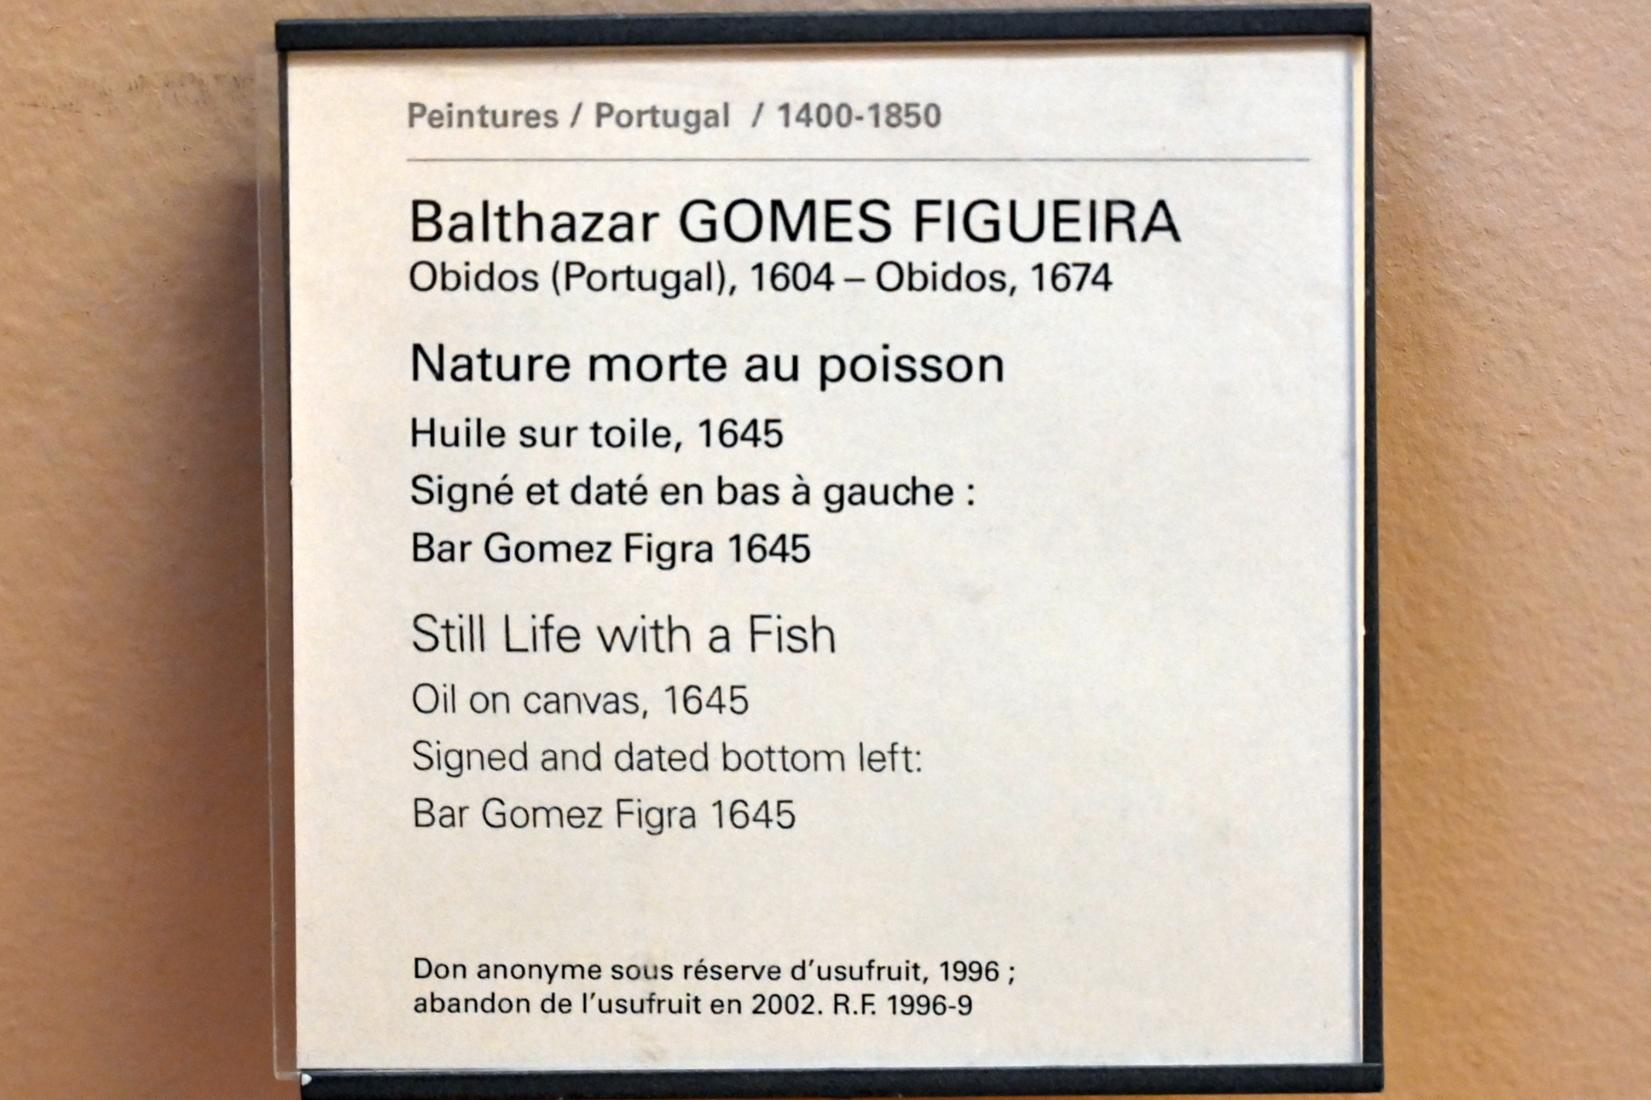 Peintures / Portugal / 1400-1850
Balthazar GOMES FIGUEIRA
Obidos (Portugal), 1604 – Obidos, 1674
Nature morte au poisson
Huile sur toile, 1645
Signé et daté en bas à gauche :
Bar Gomez Figra 1645
Still Life with a Fish
Oil on canvas, 1645
Signed and dated bottom left:
Bar Gomez Figra 1645
Don anonyme sous réserve d'usufruit, 1996 ;
abandon de l'usufruit en 2002. R.F. 1996-9